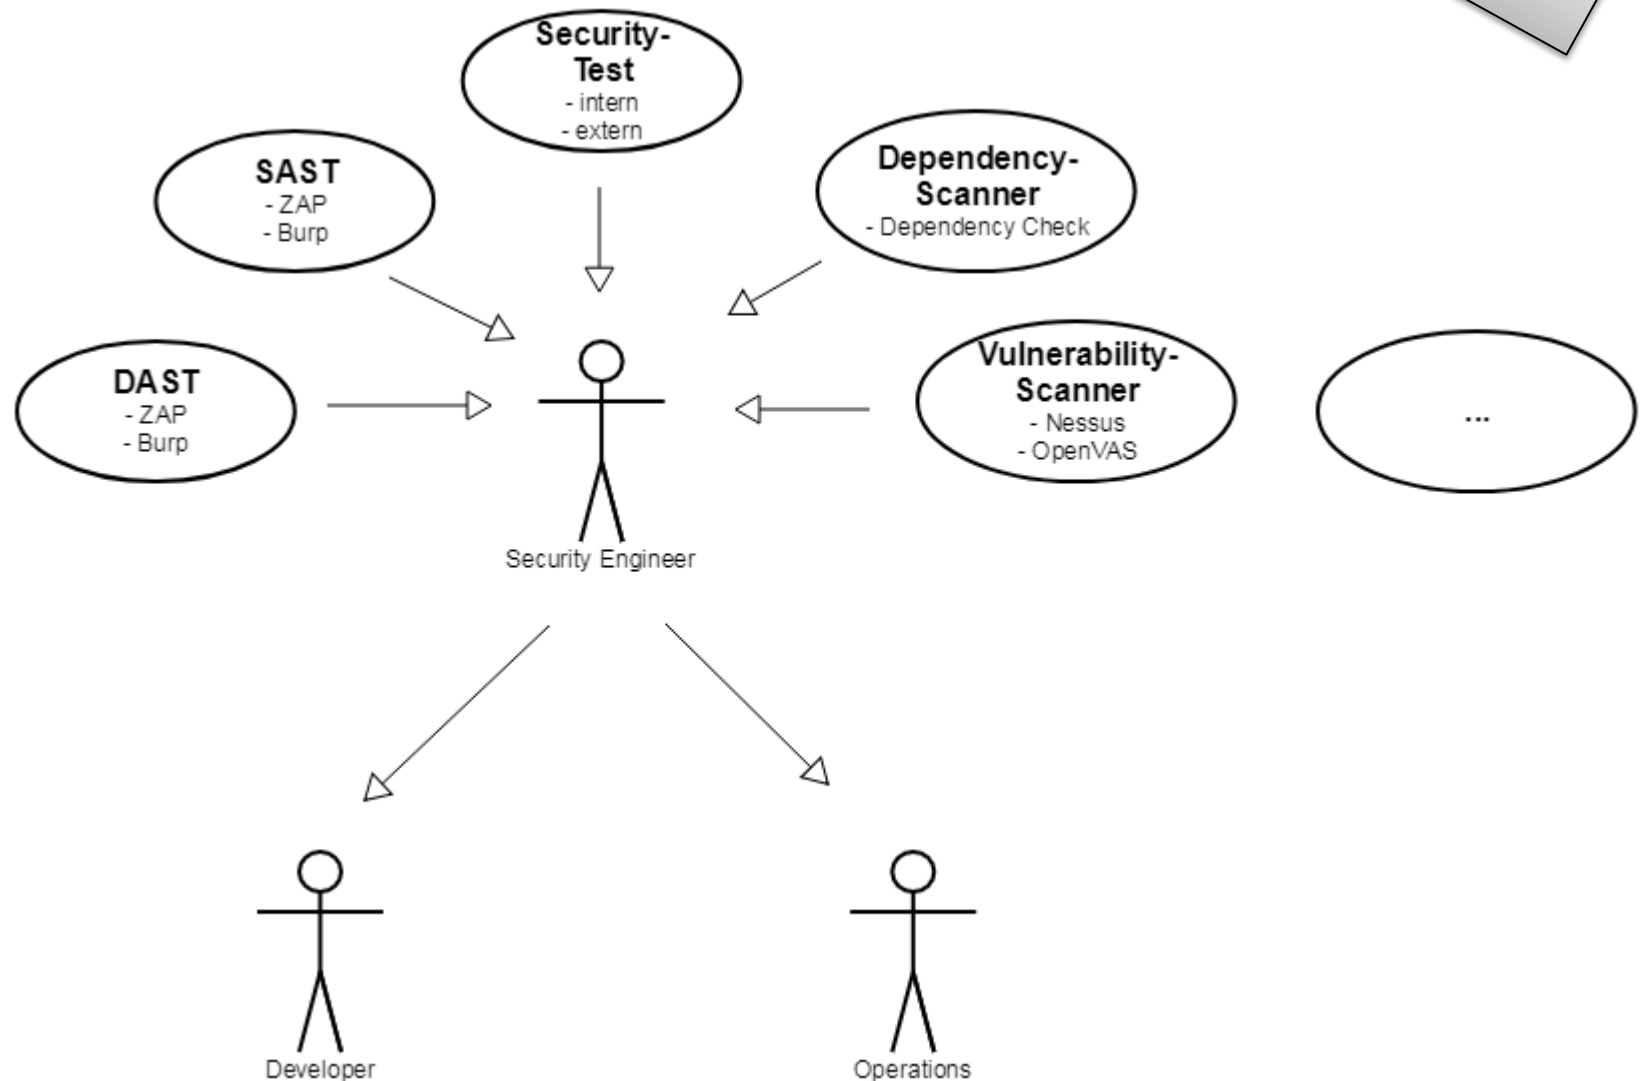 Security-
Test
- intern
- extern
SAST
- ZAP
- Burp
Dependency-
Scanner
- Dependency Check
DAST
- ZAP
- Burp
Vulnerability-
Scanner
- Nessus
- OpenVAS
...
Security Engineer
Developer
Operations